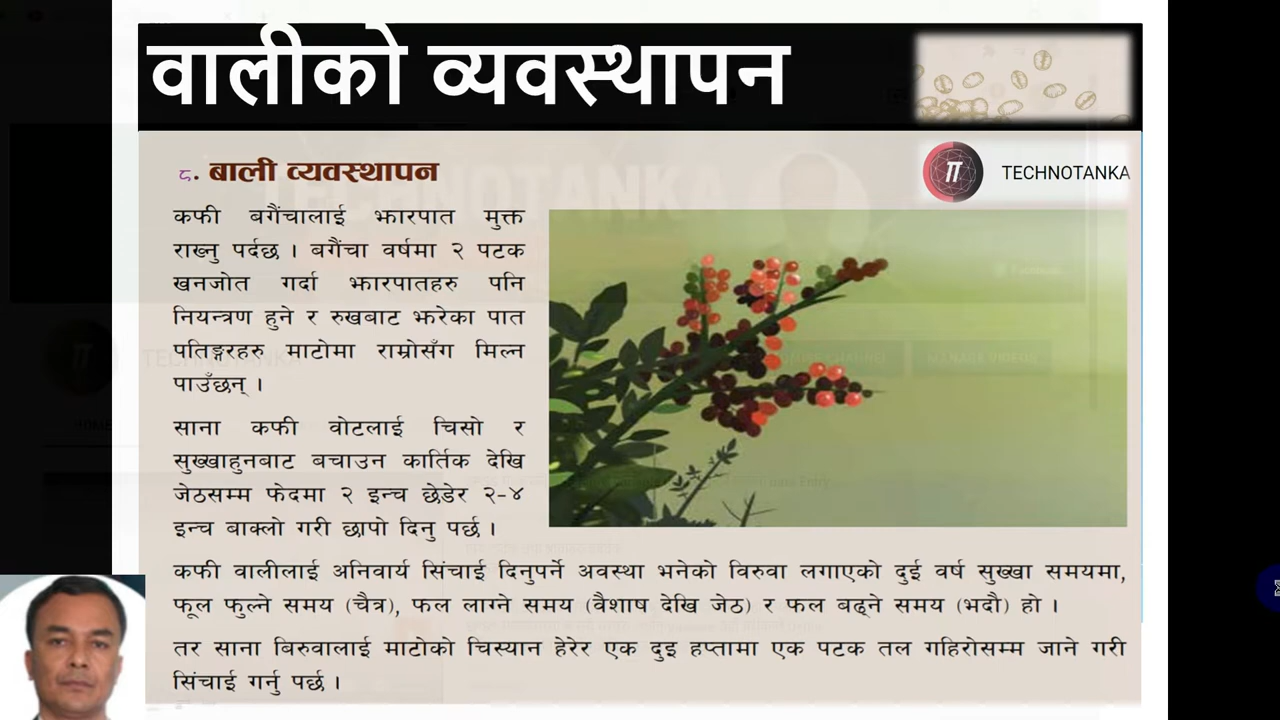 वालीको व्यवस्थापन
TECHNOTANKA
८. बाली व्यवस्थापन
कफी बगैंचालाई झारपात मुक्त
राख्नु पर्दछ । बगैंचा वर्षमा २ पटक
खनजोत गर्दा झारपातहरु पनि
नियन्त्रण हुने र रुखबाट झरेका पात
पतिङ्गरहरु माटोमा राम्रोसँग मिल्न
पाउँछन् ।
साना कफी वोटलाई चिसो र
सुख्खाहुनबाट बचाउन कार्तिक देखि
जेठसम्म फेदमा २ इन्च छेडेर २-४
इन्च बाक्लो गरी छापो दिनु पर्छ ।
कफी वालीलाई अनिवार्य सिंचाई दिनुपर्ने अवस्था भनेको विरुवा लगाएको दुई वर्ष सुख्खा समयमा,
फूल फुल्ने समय (चैत्र), फल लाग्ने समय (वैशाष देखि जेठ) र फल बढ्ने समय (भदौ) हो ।
तर साना बिरुवालाई माटोको चिस्यान हेरेर एक दुइ हप्तामा एक पटक तल गहिरोसम्म जाने गरी
सिंचाई गर्नु पर्छ ।